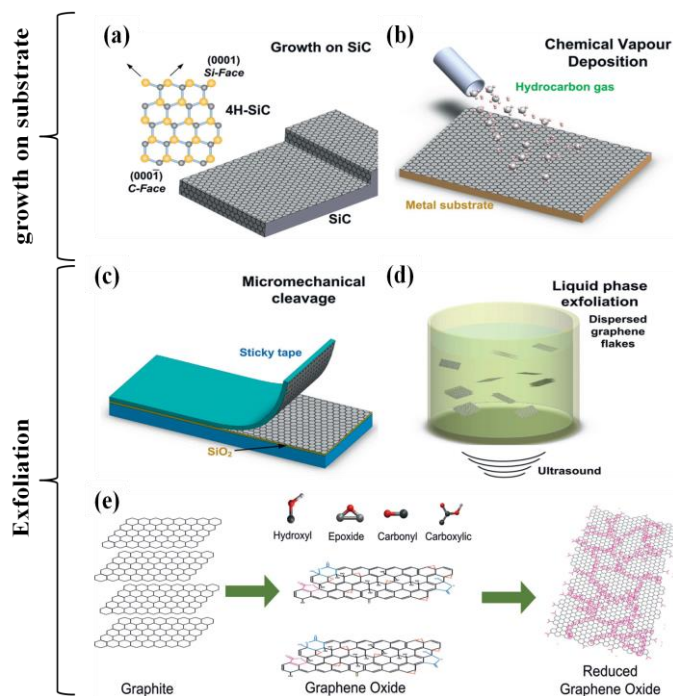 growth on substrate
(a)
Growth on SiC
(0001)
Si-Face
4H-SiC
(0001̄)
C-Face
SiC
(b)
Chemical Vapour
Deposition
Hydrocarbon gas
Metal substrate
Exfoliation
(c)
Micromechanical
cleavage
Sticky tape
SiO₂
(d)
Liquid phase
exfoliation
Dispersed
graphene
flakes
Ultrasound
(e)
Hydroxyl
Epoxide
Carbonyl
Carboxylic
Graphite
Graphene Oxide
Reduced
Graphene Oxide